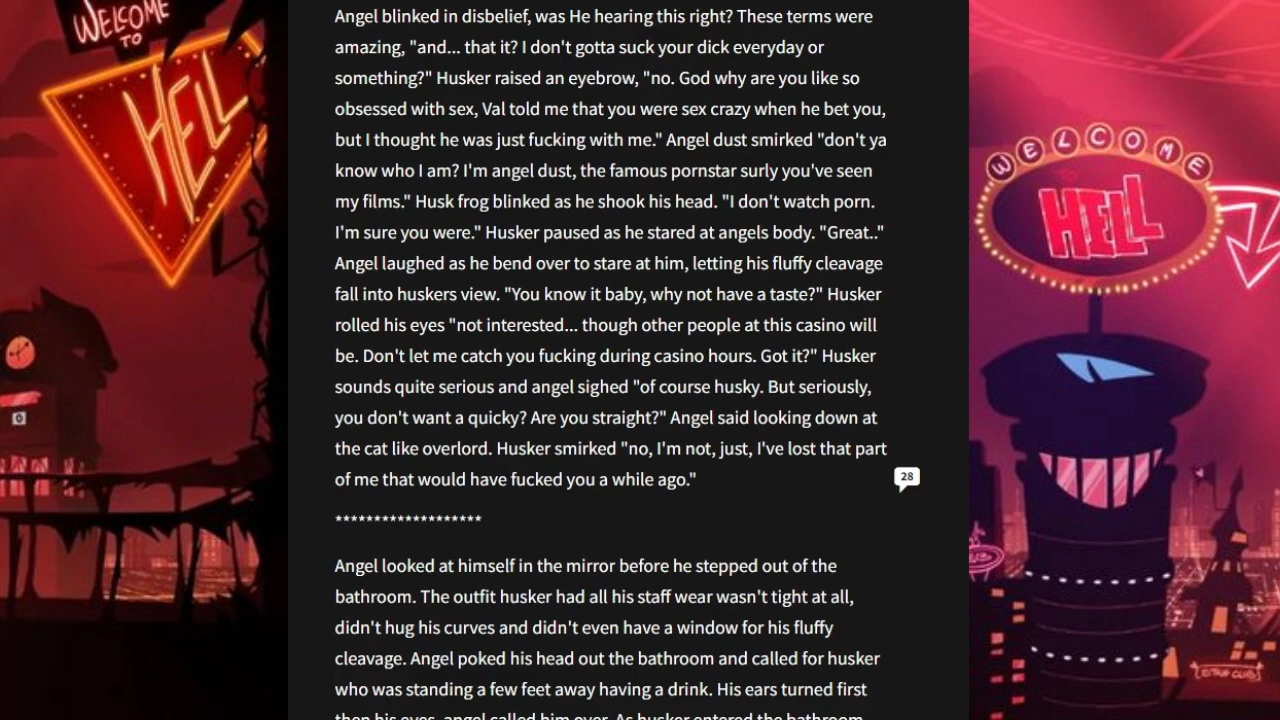 WELCOME
TO
HELL
Angel blinked in disbelief, was He hearing this right? These terms were
amazing, "and... that it? I don't gotta suck your dick everyday or
something?" Husker raised an eyebrow, "no. God why are you like so
obsessed with sex, Val told me that you were sex crazy when he bet you,
but I thought he was just fucking with me." Angel dust smirked "don't ya
know who I am? I'm angel dust, the famous pornstar surly you've seen
my films." Husk frog blinked as he shook his head. "I don't watch porn.
I'm sure you were." Husker paused as he stared at angels body. "Great.."
Angel laughed as he bend over to stare at him, letting his fluffy cleavage
fall into huskers view. "You know it baby, why not have a taste?" Husker
rolled his eyes "not interested... though other people at this casino will
be. Don't let me catch you fucking during casino hours. Got it?" Husker
sounds quite serious and angel sighed "of course husky. But seriously,
you don't want a quicky? Are you straight?" Angel said looking down at
the cat like overlord. Husker smirked "no, I'm not, just, I've lost that part
of me that would have fucked you a while ago."
28
*******************
Angel looked at himself in the mirror before he stepped out of the
bathroom. The outfit husker had all his staff wear wasn't tight at all,
didn't hug his curves and didn't even have a window for his fluffy
cleavage. Angel poked his head out the bathroom and called for husker
who was standing a few feet away having a drink. His ears turned first
then his eyes, angel called him over. As husker entered the bathroom
WELCOME
HELL